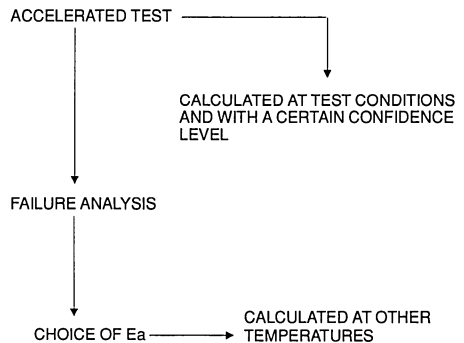 ACCELERATED TEST
CALCULATED AT TEST CONDITIONS
AND WITH A CERTAIN CONFIDENCE
LEVEL
FAILURE ANALYSIS
CHOICE OF Ea
CALCULATED AT OTHER
TEMPERATURES